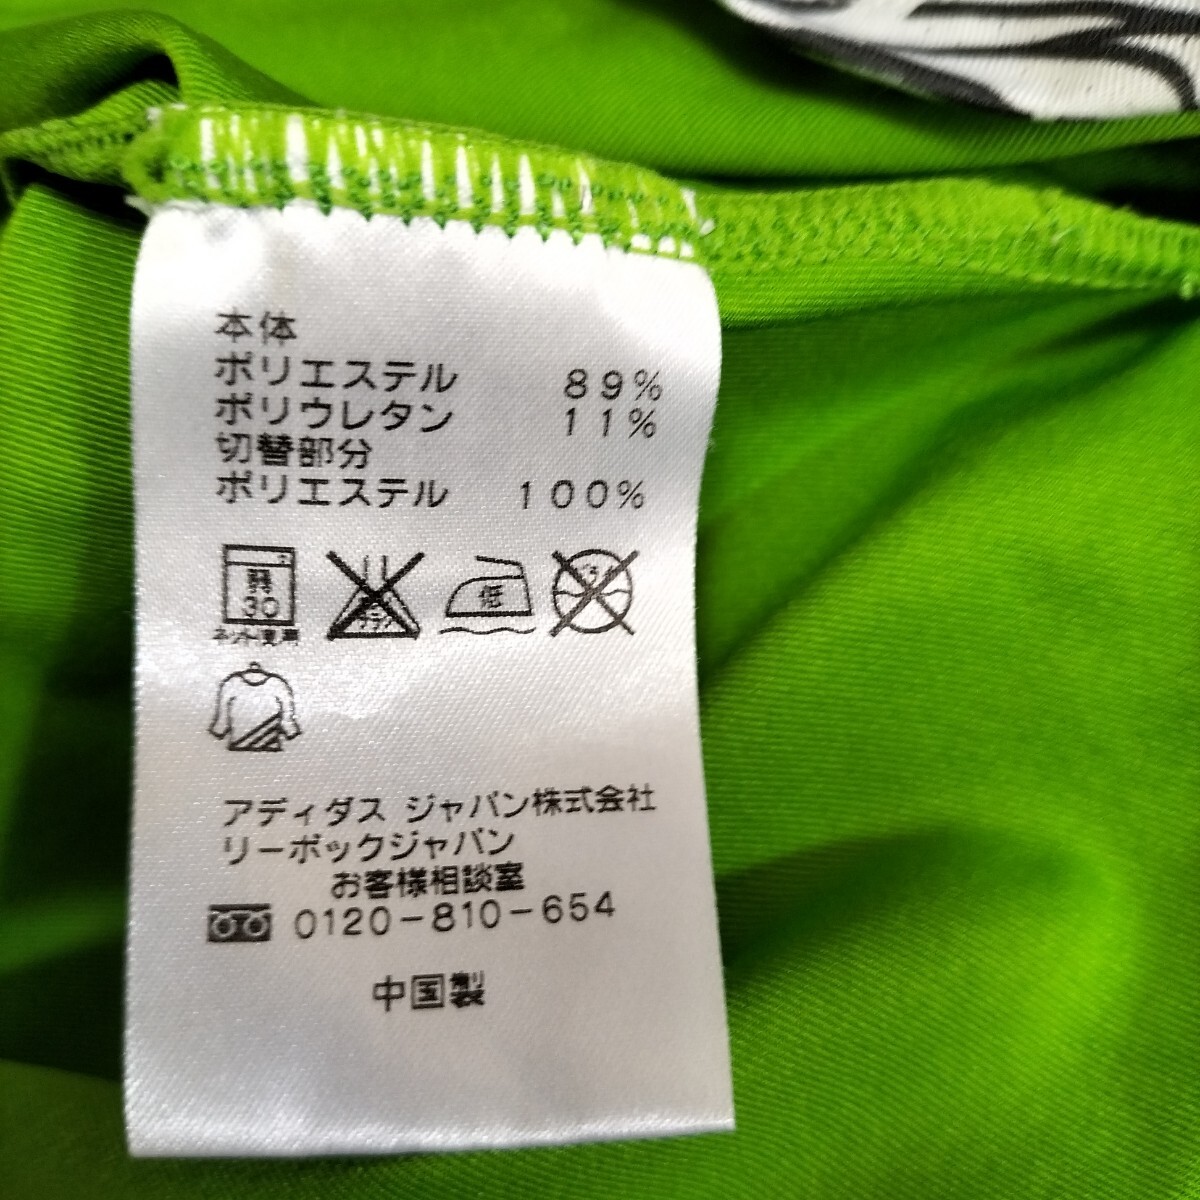 本体
ポリエステル 89%
ポリウレタン 11%
切替部分
ポリエステル 100%
弱
30
ネット使用
低
アディダス ジャパン株式会社
リーボックジャパン
お客様相談室
0120-810-654
中国製